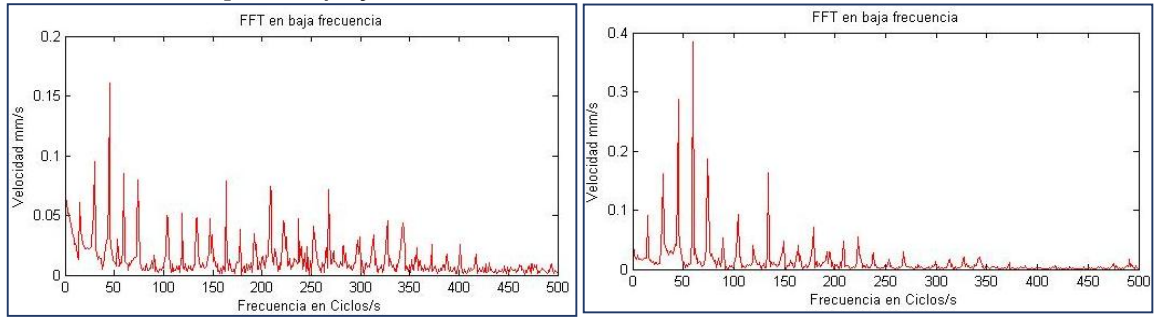 FFT en baja frecuencia
0.2
0.15
0.1
0.05
0
Velocidad mm/s
0 50 100 150 200 250 300 350 400 450 500
Frecuencia en Ciclos/s
FFT en baja frecuencia
0.4
0.3
0.2
0.1
0
Velocidad mm/s
0 50 100 150 200 250 300 350 400 450 500
Frecuencia en Ciclos/s